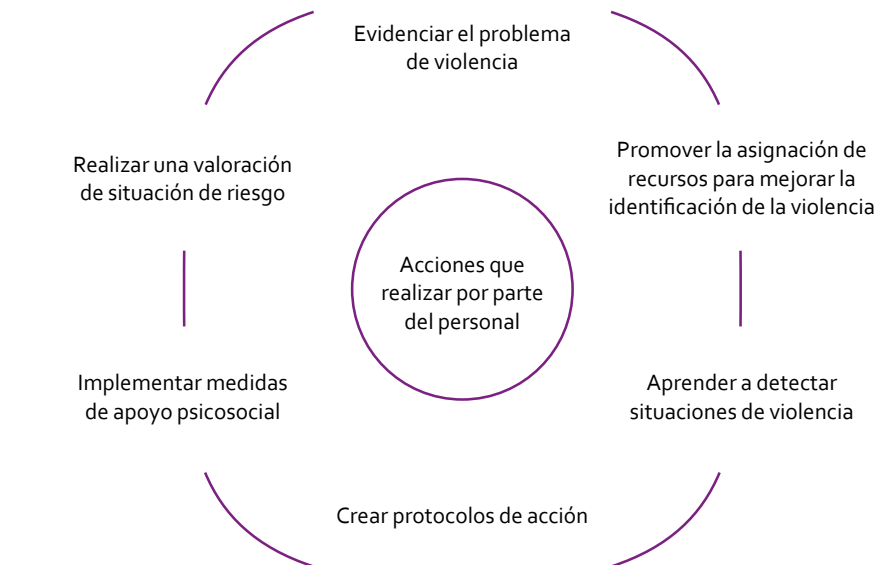 Evidenciar el problema
de violencia
Promover la asignación de
recursos para mejorar la
identificación de la violencia
Aprender a detectar
situaciones de violencia
Crear protocolos de acción
Implementar medidas
de apoyo psicosocial
Realizar una valoración
de situación de riesgo
Acciones que
realizar por parte
del personal